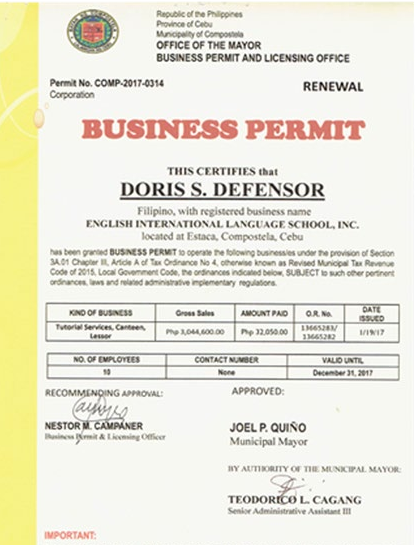 Republic of the Philippines
Province of Cebu
Municipality of Compostela
OFFICE OF THE MAYOR
BUSINESS PERMIT AND LICENSING OFFICE
Permit No. COMP-2017-0314
Corporation
RENEWAL
BUSINESS PERMIT
THIS CERTIFIES that
DORIS S. DEFENSOR
Filipino, with registered business name
ENGLISH INTERNATIONAL LANGUAGE SCHOOL, INC.
located at Estaca, Compostela, Cebu
has been granted BUSINESS PERMIT to operate the following businessies under the provision of Section
3A.01 Chapter III, Article A of Tax Ordinance No 4, otherwise known as Revised Municipal Tax Revenue
Code of 2015, Local Government Code, the ordinances indicated below, SUBJECT to such other pertinent
ordinances, laws and related administative implementary regulations.
KIND OF BUSINESS Gross Sales AMOUNT PAID O.R. No. DATE ISSUED
Tutorial Services, Canteen, Lessor Php 3,044,600.00 Php 32,050.00 13665283/ 13665282 1/19/17
NO. OF EMPLOYEES CONTACT NUMBER VALID UNTIL
10 None December 31, 2017
RECOMMENDING APPROVAL:
NESTOR M. CAMPANER
Business Permit & Licensing Officer
APPROVED:
JOEL P. QUIÑO
Municipal Mayor
BY AUTHORITY OF THE MUNICIPAL MAYOR:
TEODORICO L. CAGANG
Senior Administrative Assistant III
IMPORTANT: